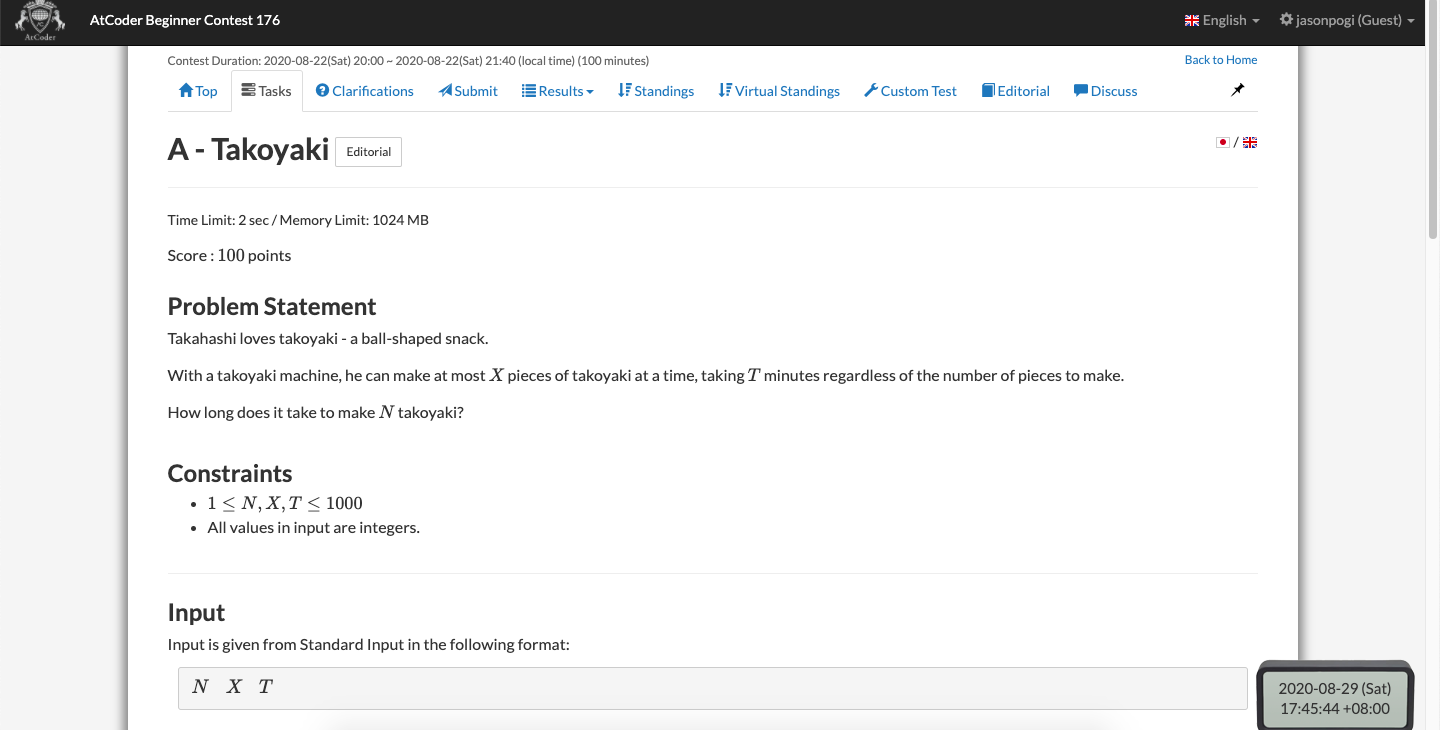 AtCoder
AtCoder Beginner Contest 176
English
jasonpogi (Guest)
Contest Duration: 2020-08-22(Sat) 20:00 ~ 2020-08-22(Sat) 21:40 (local time) (100 minutes)
Back to Home
Top
Tasks
Clarifications
Submit
Results
Standings
Virtual Standings
Custom Test
Editorial
Discuss
A - Takoyaki
Editorial
/
Time Limit: 2 sec / Memory Limit: 1024 MB
Score : 100 points
Problem Statement
Takahashi loves takoyaki - a ball-shaped snack.
With a takoyaki machine, he can make at most X pieces of takoyaki at a time, taking T minutes regardless of the number of pieces to make.
How long does it take to make N takoyaki?
Constraints
• 1 ≤ N, X, T ≤ 1000
• All values in input are integers.
Input
Input is given from Standard Input in the following format:
N X T
2020-08-29 (Sat)
17:45:44 +08:00